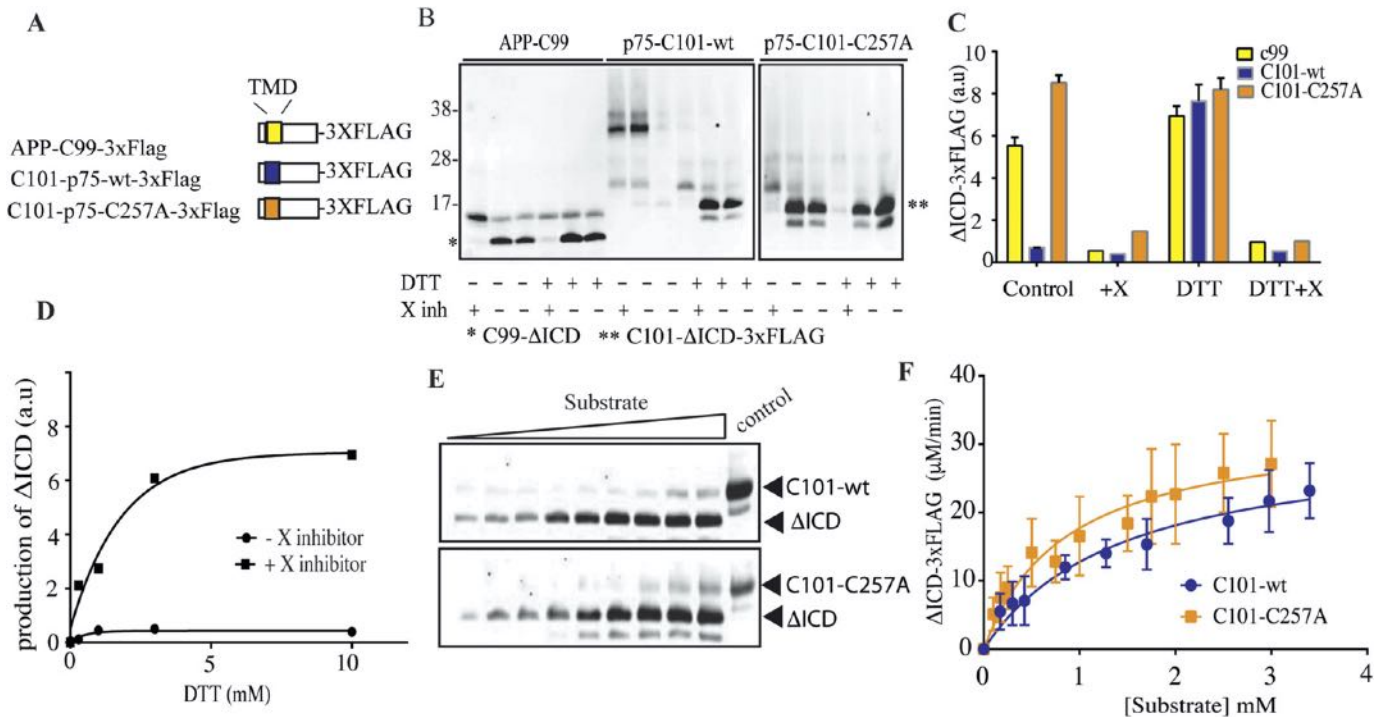 A
TMD
APP-C99-3xFlag
C101-p75-wt-3xFlag
C101-p75-C257A-3xFlag
-3XFLAG
-3XFLAG
-3XFLAG
B
APP-C99 p75-C101-wt p75-C101-C257A
38-
28-
17-
*
**
DTT - - - + + + - - - + + + - - - + + +
X inh + - - + - - + - - + - - + - - + - -
* C99-ΔICD ** C101-ΔICD-3xFLAG
C
ΔICD-3xFLAG (a.u)
10
8
6
4
2
0
c99
C101-wt
C101-C257A
Control +X DTT DTT+X
D
production of ΔICD (a.u)
8
6
4
2
0
- X inhibitor
+ X inhibitor
0 5 10
DTT (mM)
E
Substrate
control
C101-wt
ΔICD
C101-C257A
ΔICD
F
ΔICD-3xFLAG (μM/min)
40
30
20
10
0
C101-wt
C101-C257A
0 1 2 3 4
[Substrate] mM